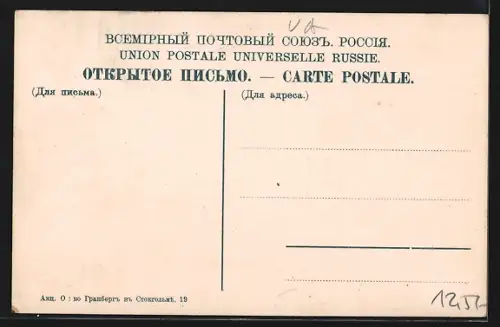 ВСЕМІРНЫЙ ПОЧТОВЫЙ СОЮЗЪ. РОССІЯ.
UNION POSTALE UNIVERSELLE RUSSIE.
ОТКРЫТОЕ ПИСЬМО. — CARTE POSTALE.
(Для письма.)
(Для адреса.)
Акц. О: во Гранбергъ въ Стокгольмѣ, 19